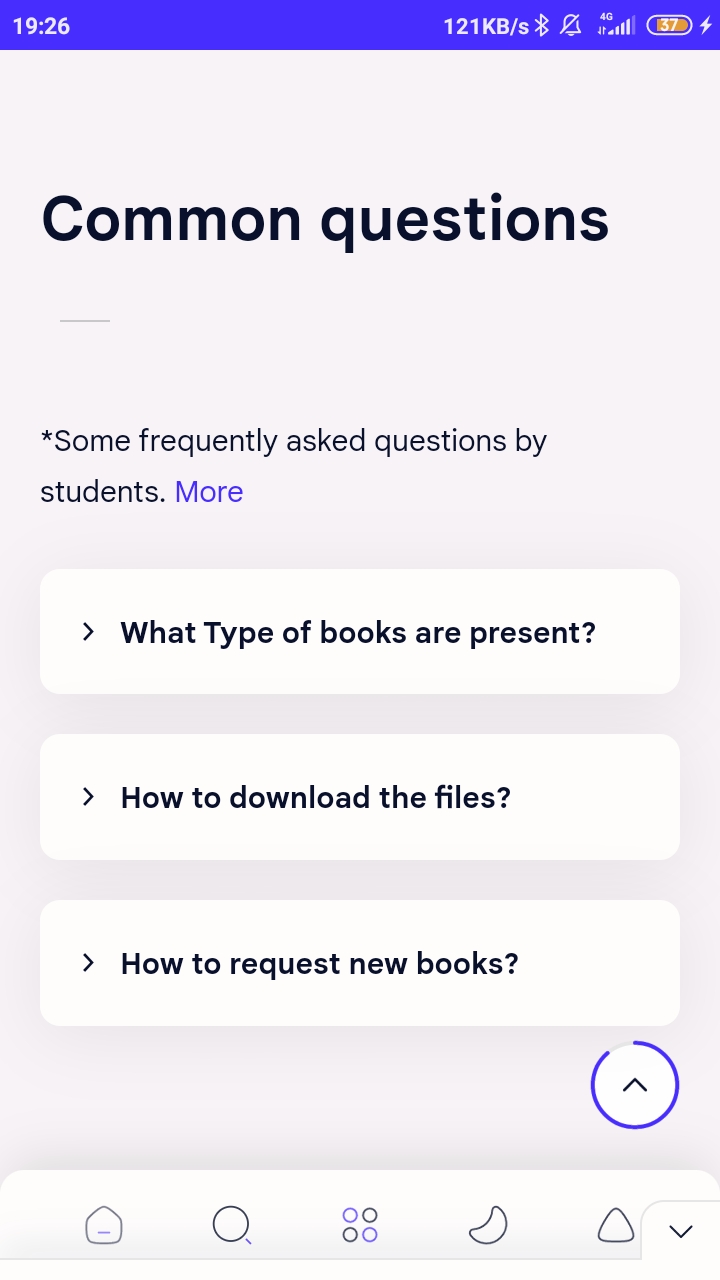 19:26 121KB/s 4G 37
Common questions
*Some frequently asked questions by
students. More
What Type of books are present?
How to download the files?
How to request new books?